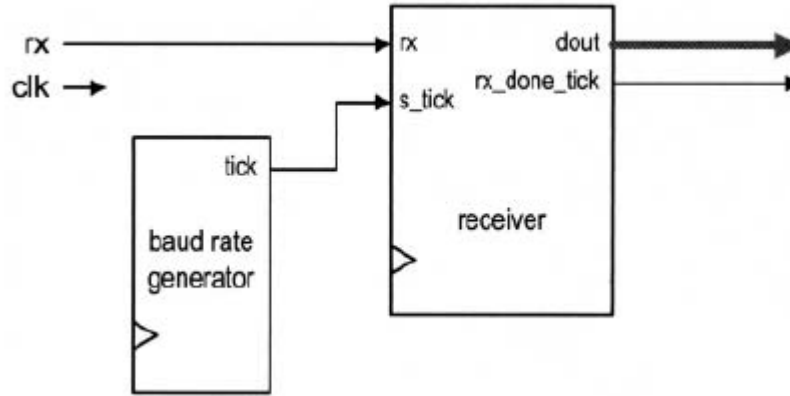 rx
rx
dout
clk
rx_done_tick
s_tick
tick
baud rate
generator
receiver